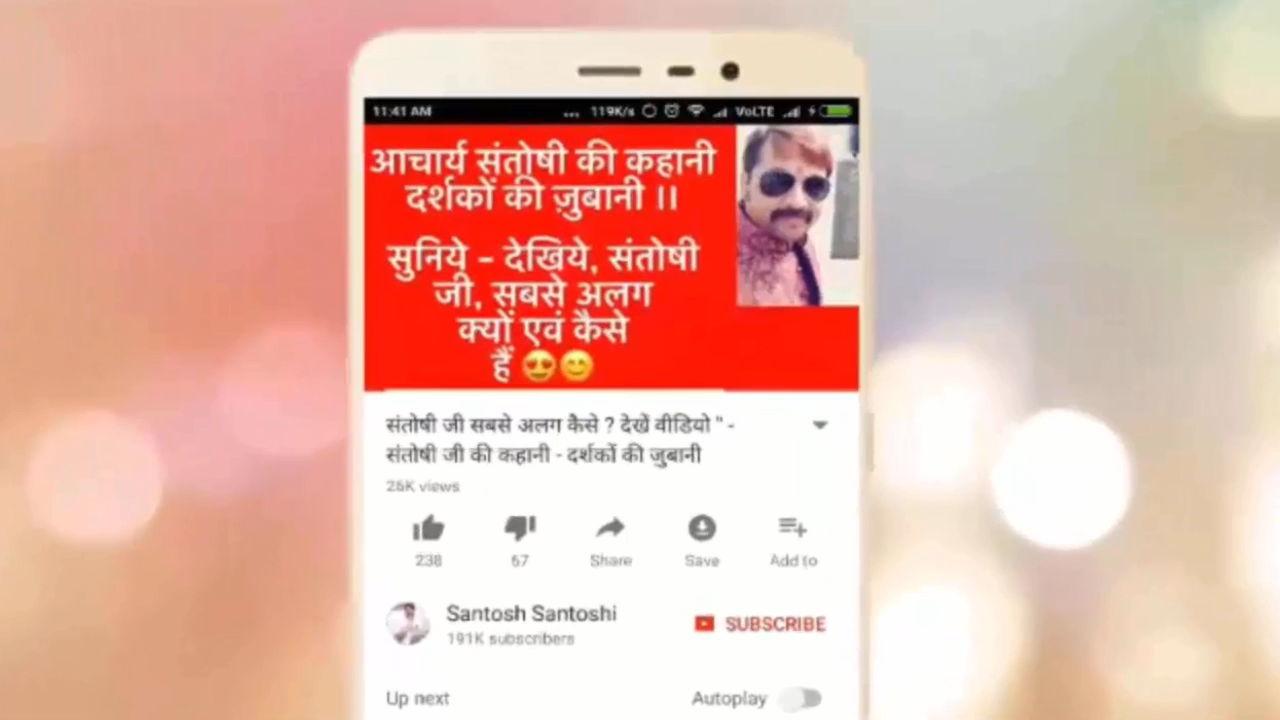 11:41 AM ... 119K/s VoLTE
आचार्य संतोषी की कहानी
दर्शकों की ज़ुबानी ।।
सुनिये - देखिये, संतोषी
जी, सबसे अलग
क्यों एवं कैसे
हैं 😍😊
संतोषी जी सबसे अलग कैसे ? देखें वीडियो " -
संतोषी जी की कहानी - दर्शकों की जुबानी
26K views
238 67 Share Save Add to
Santosh Santoshi
191K subscribers
SUBSCRIBE
Up next Autoplay